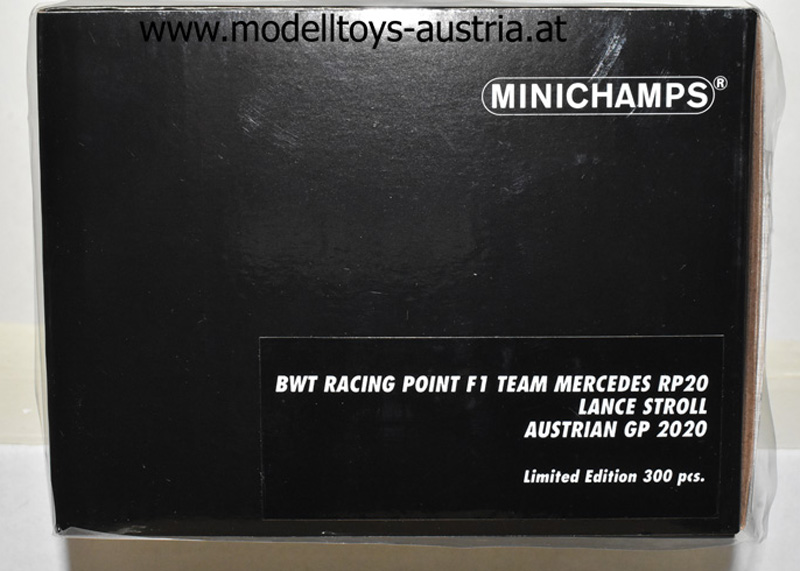 www.modelltoys-austria.at
MINICHAMPS®
BWT RACING POINT F1 TEAM MERCEDES RP20
LANCE STROLL
AUSTRIAN GP 2020
Limited Edition 300 pcs.